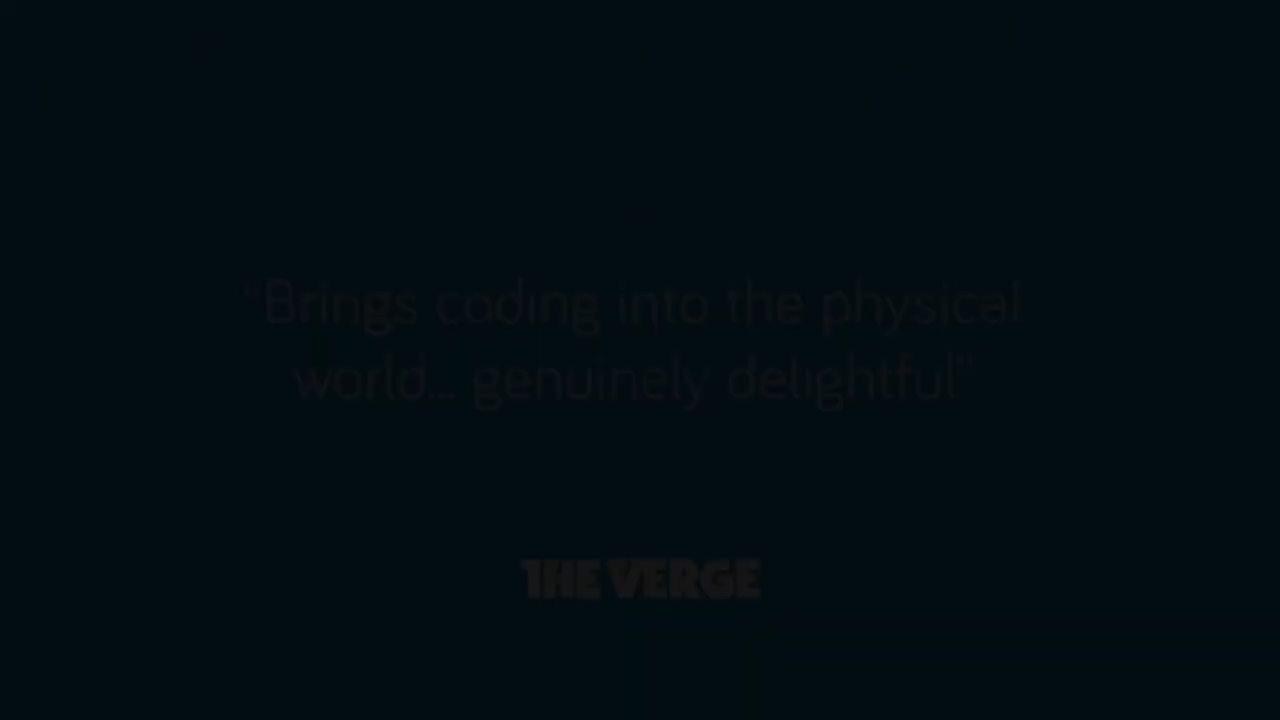 “Brings coding into the physical
world... genuinely delightful”
THE VERGE